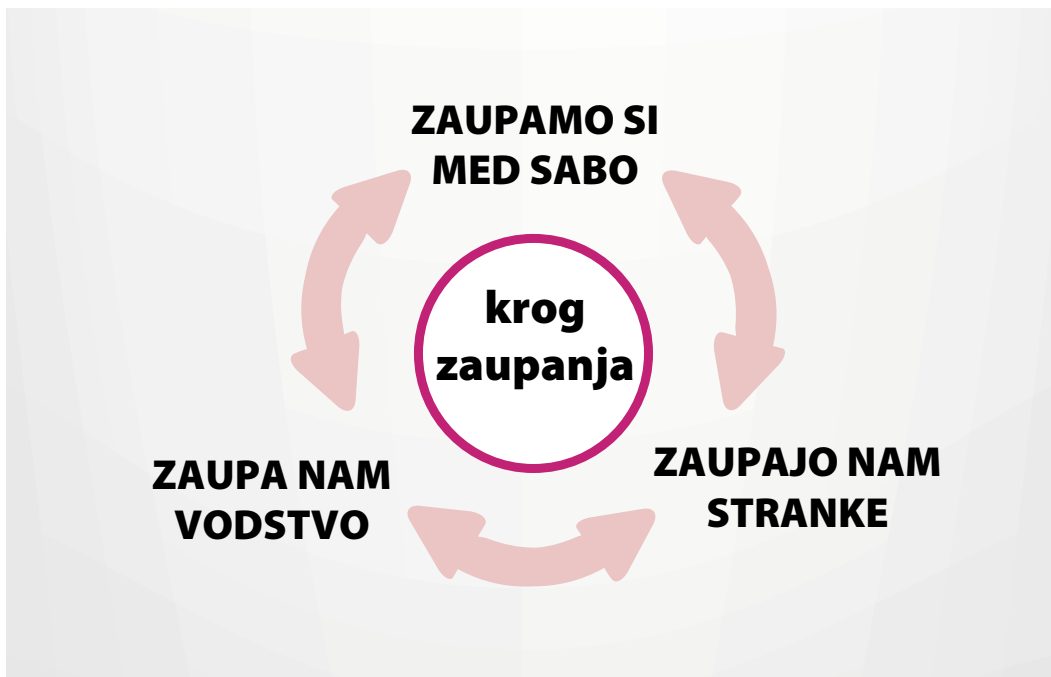 ZAUPAMO SI
MED SABO
krog
zaupanja
ZAUPA NAM
VODSTVO
ZAUPAJO NAM
STRANKE